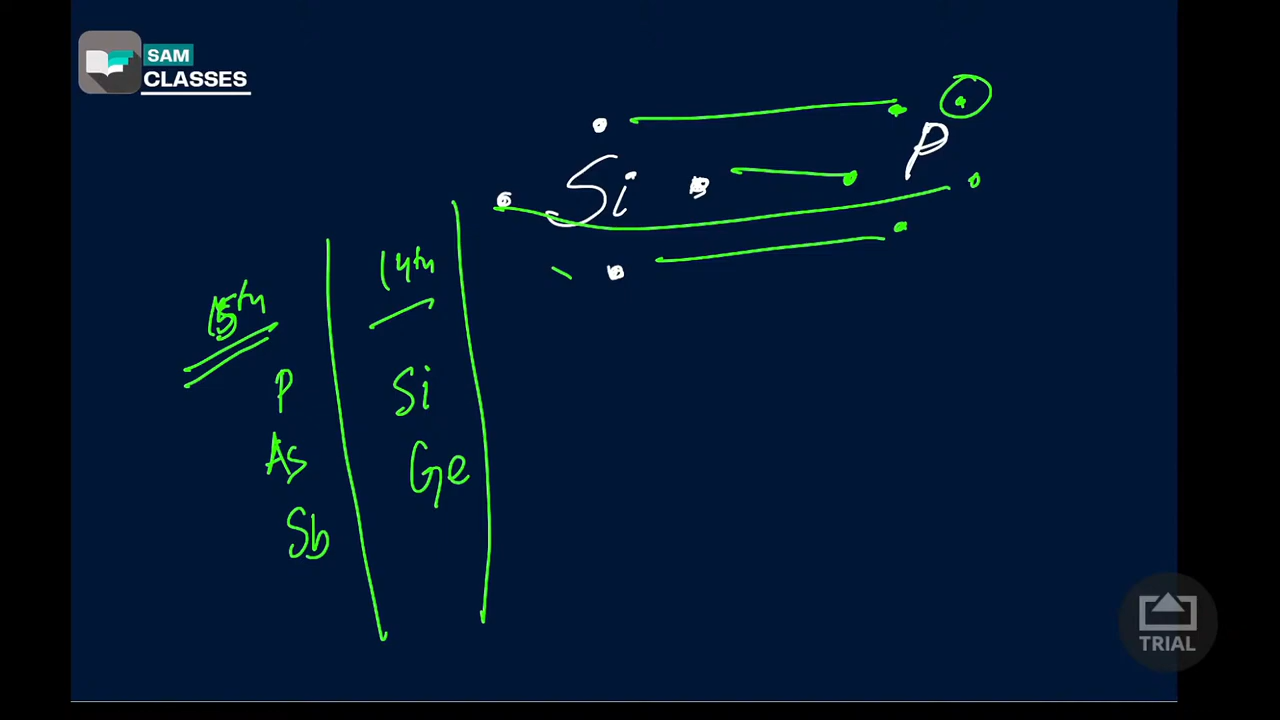 SAM
CLASSES
Si P
15th 14th
P Si
As Ge
Sb
TRIAL